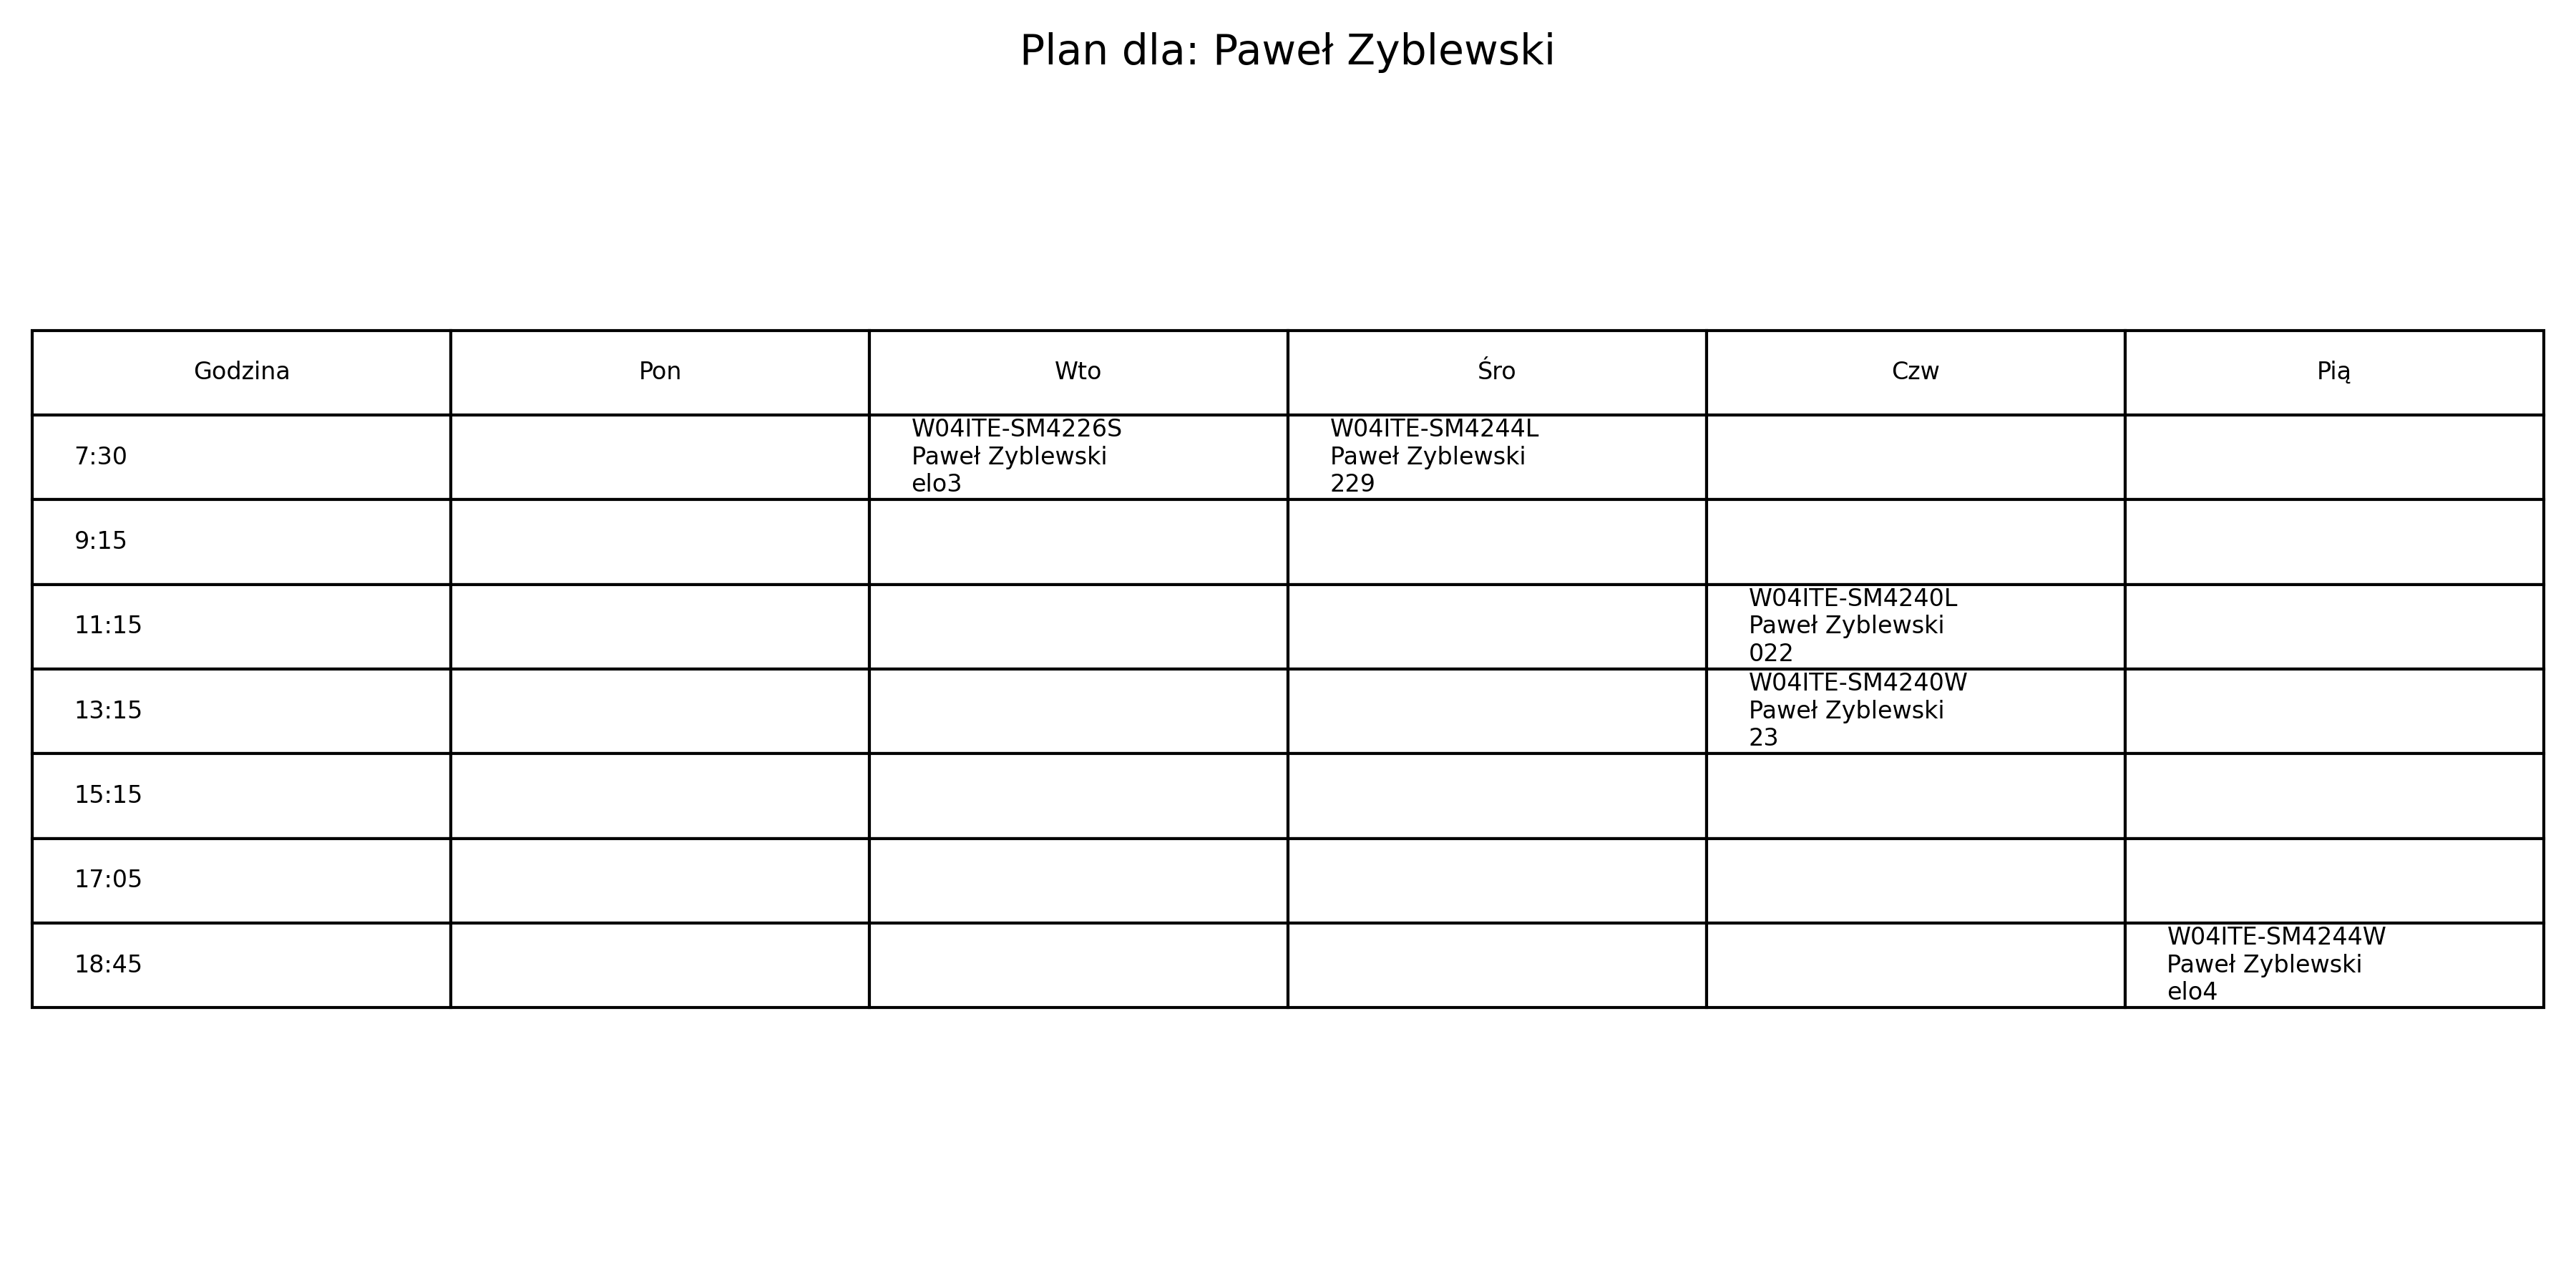 Plan dla: Paweł Zyblewski
Godzina Pon Wto Śro Czw Pią
7:30
W04ITE-SM4226S
Paweł Zyblewski
elo3
W04ITE-SM4244L
Paweł Zyblewski
229
9:15
11:15
W04ITE-SM4240L
Paweł Zyblewski
022
13:15
W04ITE-SM4240W
Paweł Zyblewski
23
15:15
17:05
18:45
W04ITE-SM4244W
Paweł Zyblewski
elo4